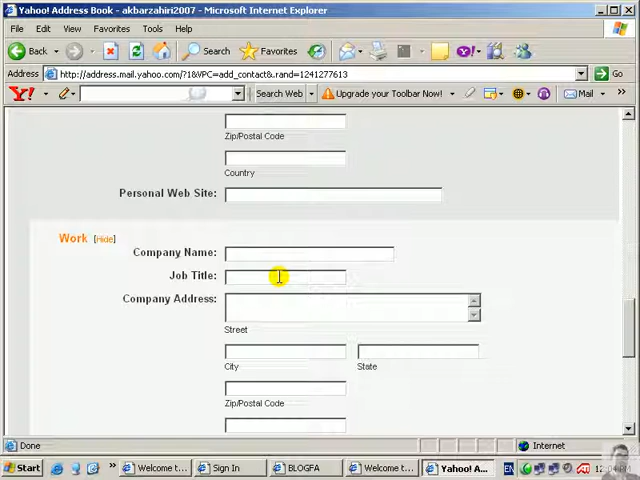 Yahoo! Address Book - akbarzahiri2007 - Microsoft Internet Explorer
File Edit View Favorites Tools Help
Back Search Favorites
Address http://address.mail.yahoo.com/?1&VPC=add_contact&.rand=1241277613 Go
Y! Search Web Upgrade your Toolbar Now! Mail »
Zip/Postal Code
Country
Personal Web Site:
Work [Hide]
Company Name:
Job Title:
Company Address:
Street
City State
Zip/Postal Code
Done Internet
Start » Welcome t... Sign In BLOGFA Welcome t... Yahoo! A... EN 12:04 PM